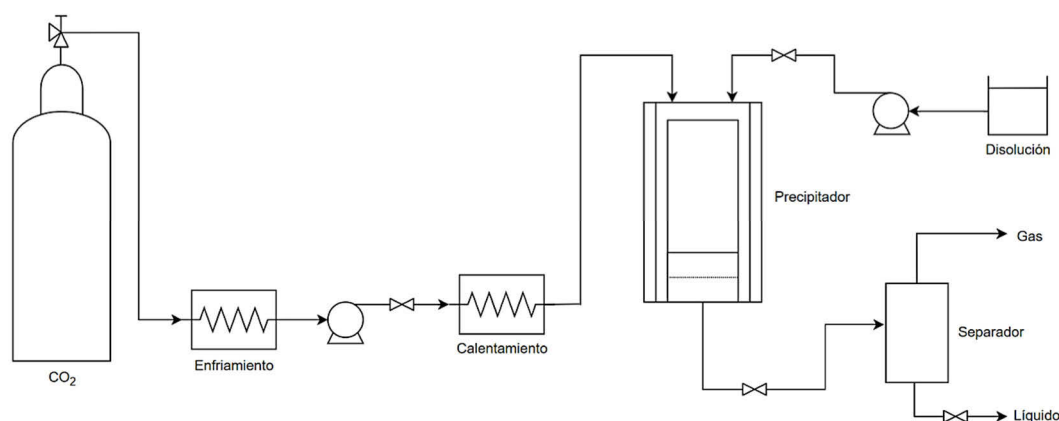 Disolución
Precipitador
Gas
Separador
Calentamiento
Enfriamiento
CO₂
Líquido